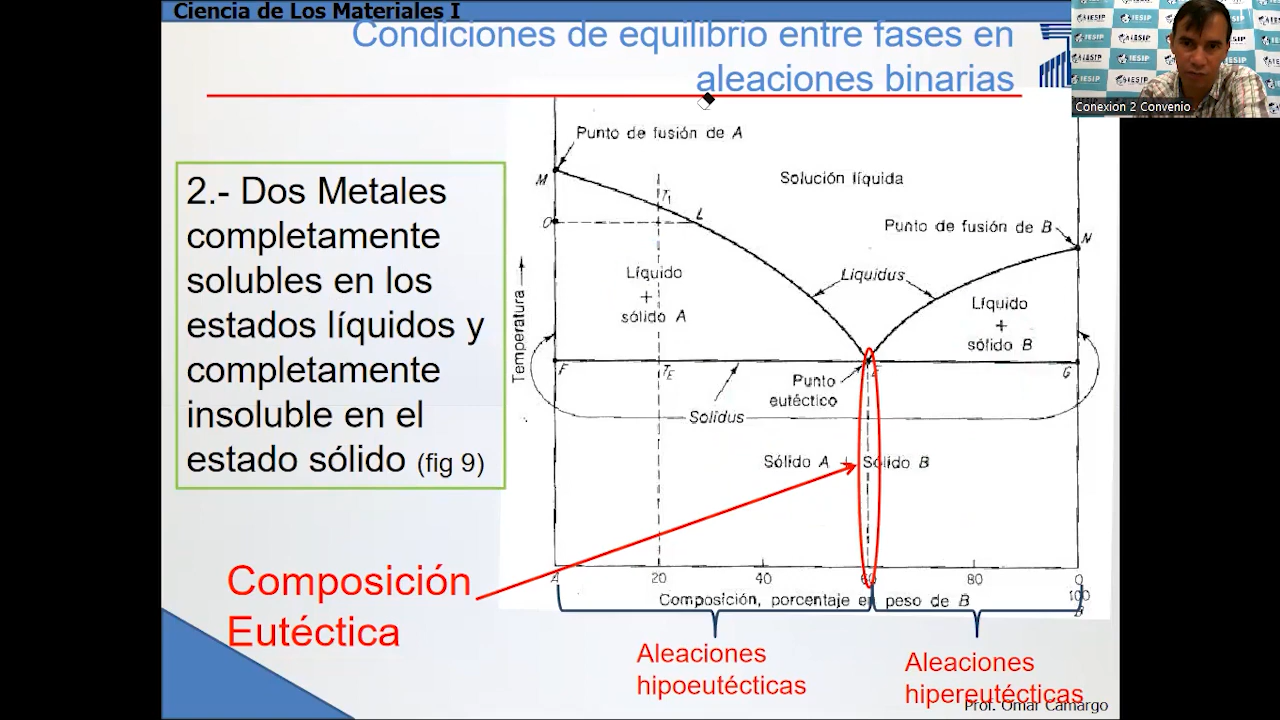 Ciencia de Los Materiales I
Condiciones de equilibrio entre fases en
aleaciones binarias
IESIP
AIESIP
Conexion 2 Convenio
2.- Dos Metales
completamente
solubles en los
estados líquidos y
completamente
insoluble en el
estado sólido (fig 9)
Punto de fusión de A
M
Solución líquida
T1
L
O
Punto de fusión de B
N
Temperatura
Líquido
+
sólido A
Liquidus
Líquido
+
sólido B
F
TE
E
G
Punto
eutéctico
Solidus
Sólido A + Sólido B
Composición
Eutéctica
A
20
40
60
80
100
B
Composición, porcentaje en peso de B
Aleaciones
hipoeutécticas
Aleaciones
hipereutécticas
Prof. Omar Camargo